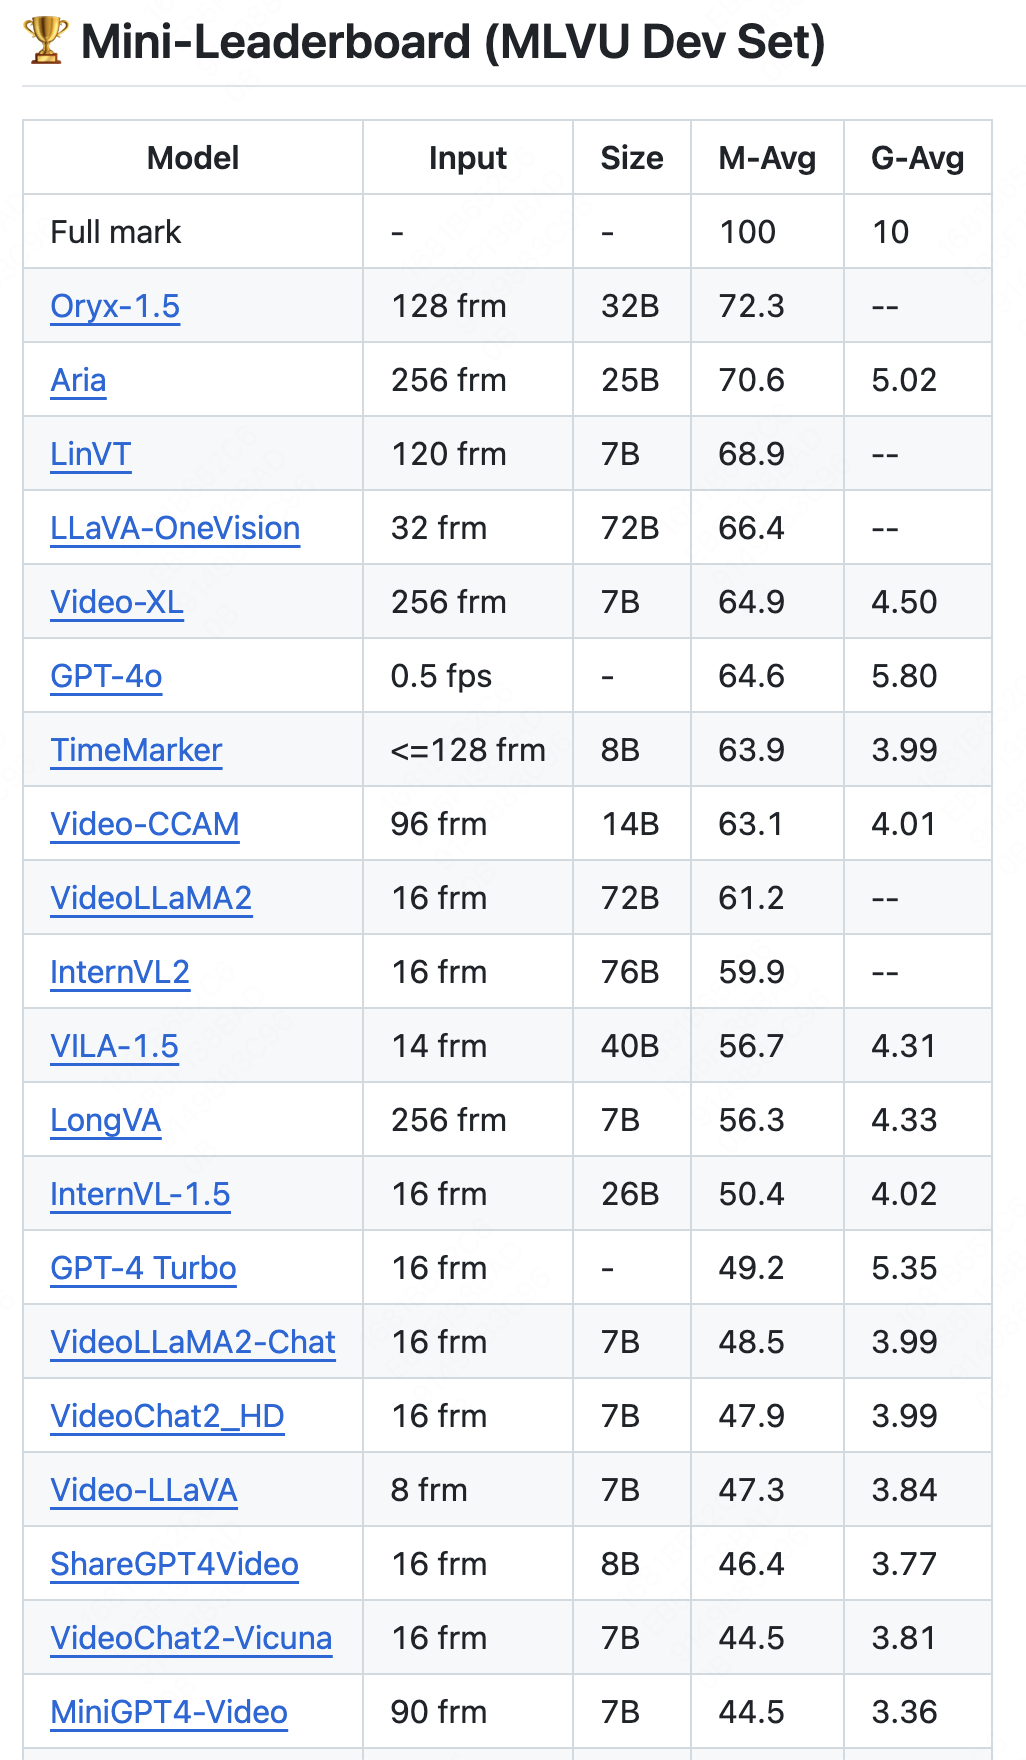 🏆 Mini-Leaderboard (MLVU Dev Set)
Model Input Size M-Avg G-Avg
Full mark - - 100 10
Oryx-1.5 128 frm 32B 72.3 --
Aria 256 frm 25B 70.6 5.02
LinVT 120 frm 7B 68.9 --
LLaVA-OneVision 32 frm 72B 66.4 --
Video-XL 256 frm 7B 64.9 4.50
GPT-4o 0.5 fps - 64.6 5.80
TimeMarker <=128 frm 8B 63.9 3.99
Video-CCAM 96 frm 14B 63.1 4.01
VideoLLaMA2 16 frm 72B 61.2 --
InternVL2 16 frm 76B 59.9 --
VILA-1.5 14 frm 40B 56.7 4.31
LongVA 256 frm 7B 56.3 4.33
InternVL-1.5 16 frm 26B 50.4 4.02
GPT-4 Turbo 16 frm - 49.2 5.35
VideoLLaMA2-Chat 16 frm 7B 48.5 3.99
VideoChat2_HD 16 frm 7B 47.9 3.99
Video-LLaVA 8 frm 7B 47.3 3.84
ShareGPT4Video 16 frm 8B 46.4 3.77
VideoChat2-Vicuna 16 frm 7B 44.5 3.81
MiniGPT4-Video 90 frm 7B 44.5 3.36